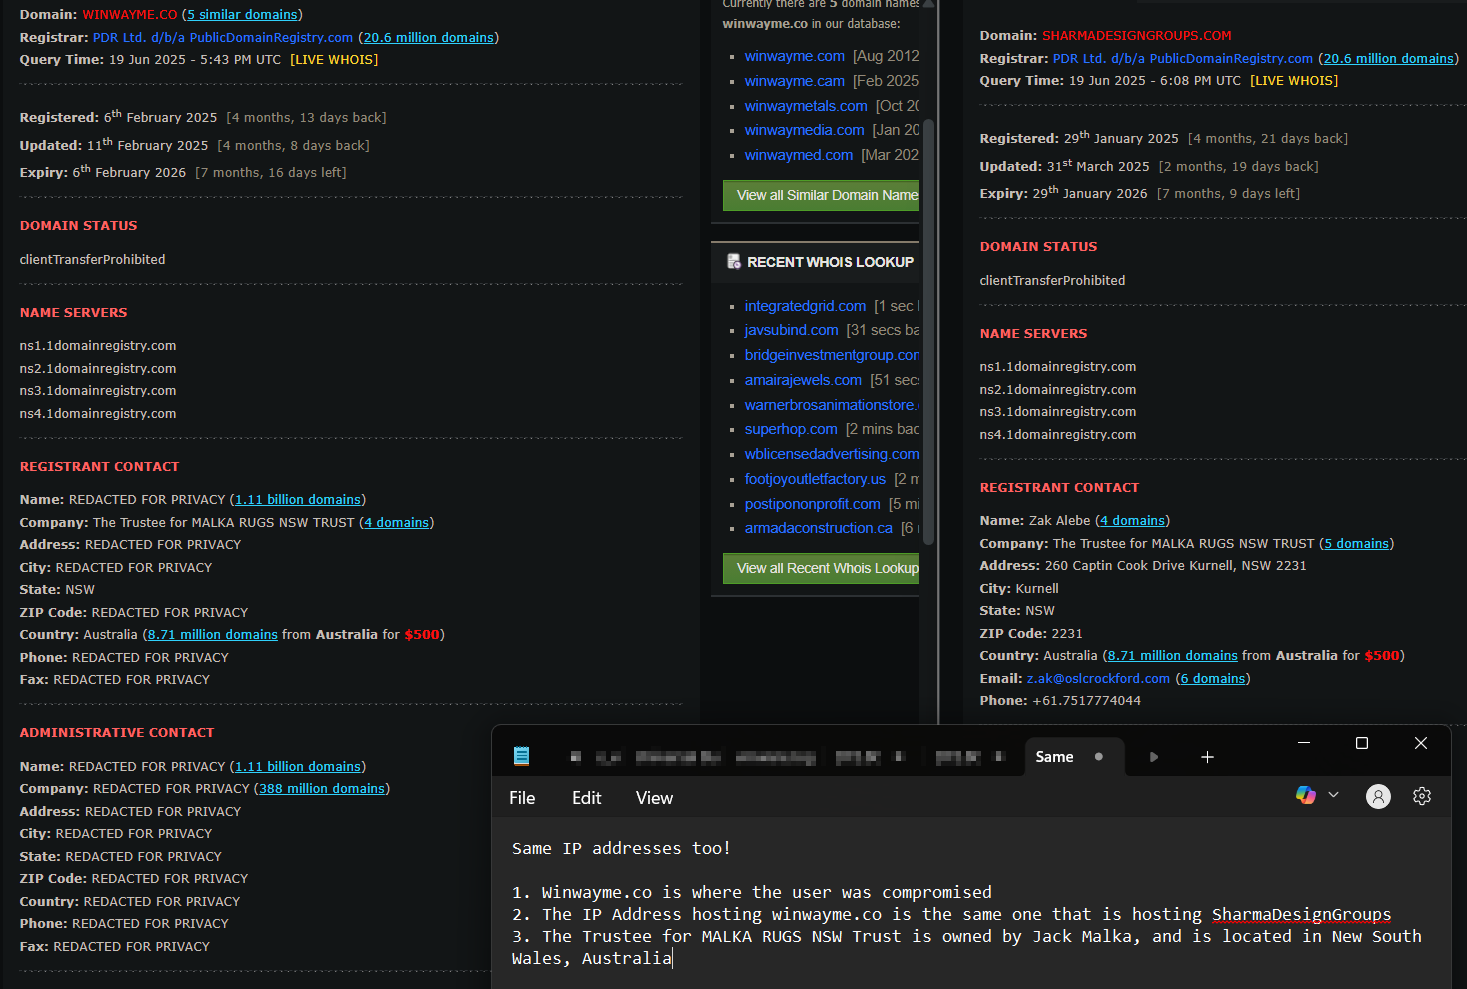 Domain: WINWAYME.CO (5 similar domains)
Registrar: PDR Ltd. d/b/a PublicDomainRegistry.com (20.6 million domains)
Query Time: 19 Jun 2025 - 5:43 PM UTC [LIVE WHOIS]
Registered: 6th February 2025 [4 months, 13 days back]
Updated: 11th February 2025 [4 months, 8 days back]
Expiry: 6th February 2026 [7 months, 16 days left]
DOMAIN STATUS
clientTransferProhibited
NAME SERVERS
ns1.1domainregistry.com
ns2.1domainregistry.com
ns3.1domainregistry.com
ns4.1domainregistry.com
REGISTRANT CONTACT
Name: REDACTED FOR PRIVACY (1.11 billion domains)
Company: The Trustee for MALKA RUGS NSW TRUST (4 domains)
Address: REDACTED FOR PRIVACY
City: REDACTED FOR PRIVACY
State: NSW
ZIP Code: REDACTED FOR PRIVACY
Country: Australia (8.71 million domains from Australia for $500)
Phone: REDACTED FOR PRIVACY
Fax: REDACTED FOR PRIVACY
ADMINISTRATIVE CONTACT
Name: REDACTED FOR PRIVACY (1.11 billion domains)
Company: REDACTED FOR PRIVACY (388 million domains)
Address: REDACTED FOR PRIVACY
City: REDACTED FOR PRIVACY
State: REDACTED FOR PRIVACY
ZIP Code: REDACTED FOR PRIVACY
Country: REDACTED FOR PRIVACY
Phone: REDACTED FOR PRIVACY
Fax: REDACTED FOR PRIVACY
Currently there are 5 domain names
winwayme.co in our database:
winwayme.com [Aug 2012
winwayme.cam [Feb 2025
winwaymetals.com [Oct 20
winwaymedia.com [Jan 20
winwaymed.com [Mar 202
View all Similar Domain Name
RECENT WHOIS LOOKUP
integratedgrid.com [1 sec
javsubind.com [31 secs ba
bridgeinvestmentgroup.com
amairajewels.com [51 sec
warnerbrosanimationstore.
superhop.com [2 mins bac
wblicensedadvertising.com
footjoyoutletfactory.us [2 m
postipononprofit.com [5 mi
armadaconstruction.ca [6
View all Recent Whois Lookup
Domain: SHARMADESIGNGROUPS.COM
Registrar: PDR Ltd. d/b/a PublicDomainRegistry.com (20.6 million domains)
Query Time: 19 Jun 2025 - 6:08 PM UTC [LIVE WHOIS]
Registered: 29th January 2025 [4 months, 21 days back]
Updated: 31st March 2025 [2 months, 19 days back]
Expiry: 29th January 2026 [7 months, 9 days left]
DOMAIN STATUS
clientTransferProhibited
NAME SERVERS
ns1.1domainregistry.com
ns2.1domainregistry.com
ns3.1domainregistry.com
ns4.1domainregistry.com
REGISTRANT CONTACT
Name: Zak Alebe (4 domains)
Company: The Trustee for MALKA RUGS NSW TRUST (5 domains)
Address: 260 Captin Cook Drive Kurnell, NSW 2231
City: Kurnell
State: NSW
ZIP Code: 2231
Country: Australia (8.71 million domains from Australia for $500)
Email: z.ak@oslcrockford.com (6 domains)
Phone: +61.7517774044
Same
File Edit View
Same IP addresses too!
1. Winwayme.co is where the user was compromised
2. The IP Address hosting winwayme.co is the same one that is hosting SharmaDesignGroups
3. The Trustee for MALKA RUGS NSW Trust is owned by Jack Malka, and is located in New South
Wales, Australia